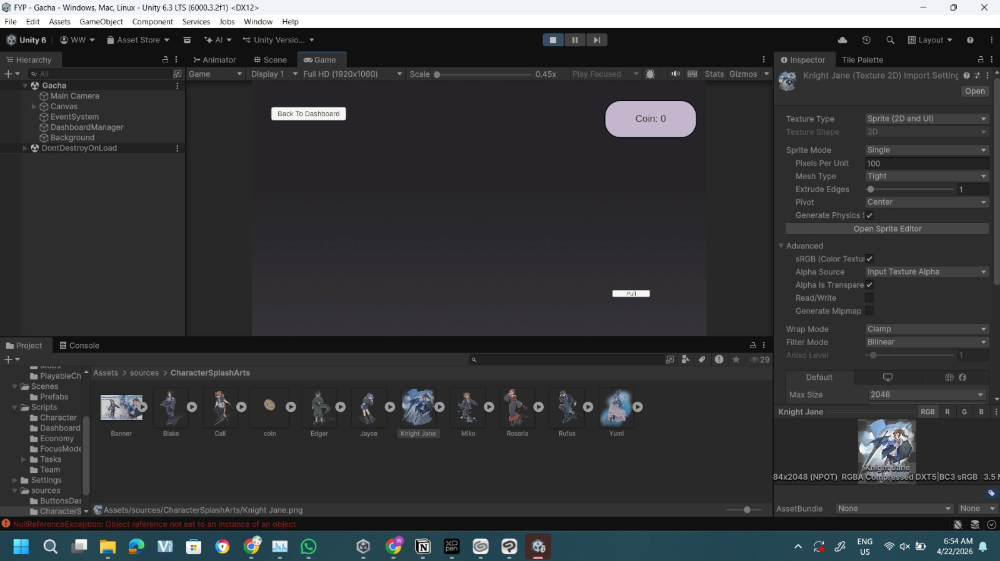 FYP - Gacha - Windows, Mac, Linux - Unity 6.3 LTS (6000.3.2f1) <DX12>
File Edit Assets GameObject Component Services Jobs Window Help
Unity 6 WW Asset Store AI Unity Versio...
Layout
Hierarchy
Animator Scene Game
Inspector Tile Palette
All
Game Display 1 Full HD (1920x1080) Scale 0.45x Play Focused Stats Gizmos
Gacha
Main Camera
Canvas
EventSystem
DashboardManager
Background
DontDestroyOnLoad
Back To Dashboard
Coin: 0
Pull
Knight Jane (Texture 2D) Import Setting
Open
Texture Type Sprite (2D and UI)
Texture Shape 2D
Sprite Mode Single
Pixels Per Unit 100
Mesh Type Tight
Extrude Edges 1
Pivot Center
Generate Physics S
Open Sprite Editor
Advanced
sRGB (Color Textur
Alpha Source Input Texture Alpha
Alpha Is Transpare
Read/Write
Generate Mipmap
Wrap Mode Clamp
Filter Mode Bilinear
Aniso Level 1
Default
Max Size 2048
Knight Jane RGB R G B
Knight Jane
84x2048 (NPOT) RGBA Compressed DXT5|BC3 sRGB 3.5 M
AssetBundle None None
Project Console
29
Mobs
PlayableCh
Scenes
Prefabs
Scripts
Character
Dashboard
Economy
FocusMode
Tasks
Team
Settings
sources
ButtonsDas
CharacterS
Assets > sources > CharacterSplashArts
Banner Blake Cali coin Edger Jayce Knight Jane Miko Rosaria Rufus Yumi
Assets/sources/CharacterSplashArts/Knight Jane.png
NullReferenceException: Object reference not set to an instance of an object
W
N
XD
pen
6
ENG
US
6:54 AM
4/22/2026